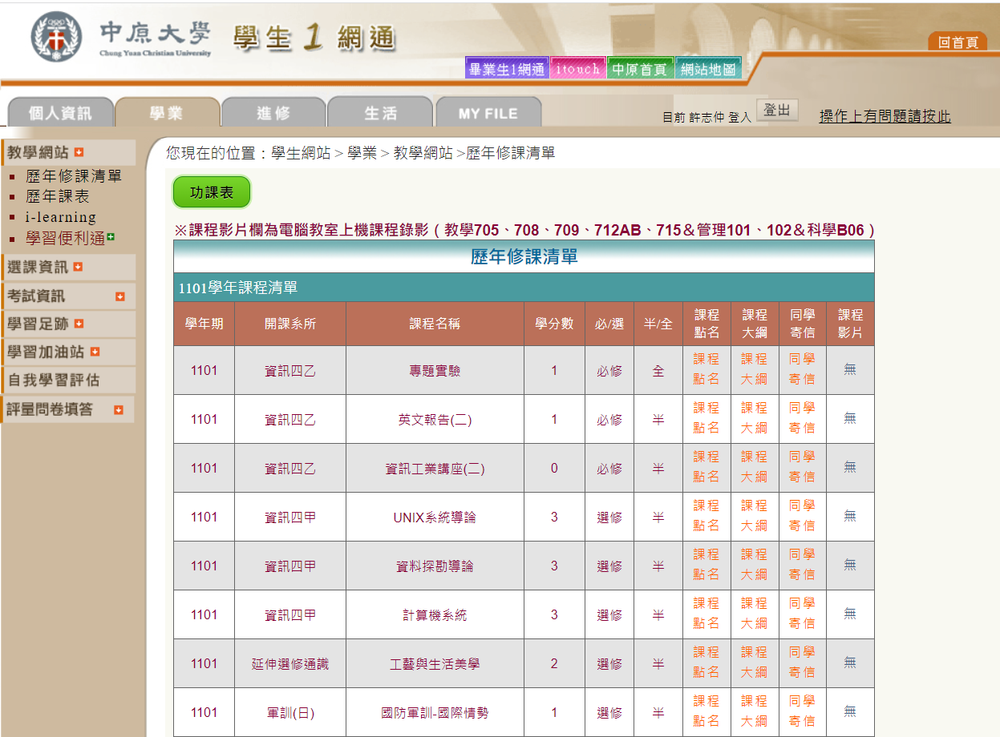 中原大學
Chung Yuan Christian University
學生1網通
回首頁
畢業生1網通 itouch 中原首頁 網站地圖
個人資訊 學業 進修 生活 MY FILE
目前 許志仲 登入 登出 操作上有問題請按此
教學網站
歷年修課清單
歷年課表
i-learning
學習便利通
選課資訊
考試資訊
學習足跡
學習加油站
自我學習評估
評量問卷填答
您現在的位置：學生網站 > 學業 > 教學網站 >歷年修課清單
功課表
※課程影片欄為電腦教室上機課程錄影（教學705、708、709、712AB、715＆管理101、102＆科學B06）
歷年修課清單
1101學年課程清單
學年期 開課系所 課程名稱 學分數 必/選 半/全 課程點名 課程大綱 同學寄信 課程影片
1101 資訊四乙 專題實驗 1 必修 全 課程點名 課程大綱 同學寄信 無
1101 資訊四乙 英文報告(二) 1 必修 半 課程點名 課程大綱 同學寄信 無
1101 資訊四乙 資訊工業講座(二) 0 必修 半 課程點名 課程大綱 同學寄信 無
1101 資訊四甲 UNIX系統導論 3 選修 半 課程點名 課程大綱 同學寄信 無
1101 資訊四甲 資料探勘導論 3 選修 半 課程點名 課程大綱 同學寄信 無
1101 資訊四甲 計算機系統 3 選修 半 課程點名 課程大綱 同學寄信 無
1101 延伸選修通識 工藝與生活美學 2 選修 半 課程點名 課程大綱 同學寄信 無
1101 軍訓(日) 國防軍訓-國際情勢 1 選修 半 課程點名 課程大綱 同學寄信 無